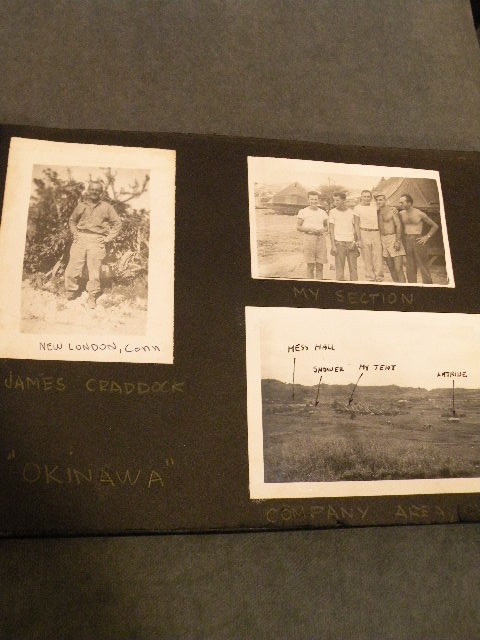 NEW LONDON, Conn
JAMES CRADDOCK
"OKINAWA"
MY SECTION
MESS HALL
SHOWER
MY TENT
LATRINE
COMPANY AREA